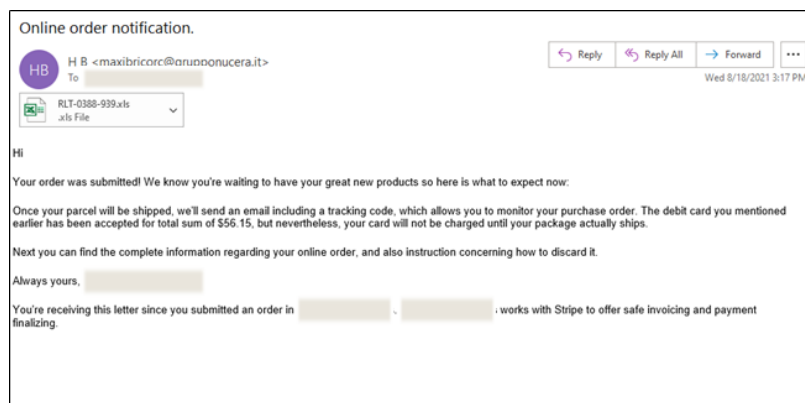 Online order notification.
HB
H B <maxibricorc@grupponucera.it>
To
Reply
Reply All
Forward
Wed 8/18/2021 3:17 PM
RLT-0388-939.xls
.xls File
Hi
Your order was submitted! We know you're waiting to have your great new products so here is what to expect now:
Once your parcel will be shipped, we'll send an email including a tracking code, which allows you to monitor your purchase order. The debit card you mentioned
earlier has been accepted for total sum of $56.15, but nevertheless, your card will not be charged until your package actually ships.
Next you can find the complete information regarding your online order, and also instruction concerning how to discard it.
Always yours,
You're receiving this letter since you submitted an order in , works with Stripe to offer safe invoicing and payment
finalizing.